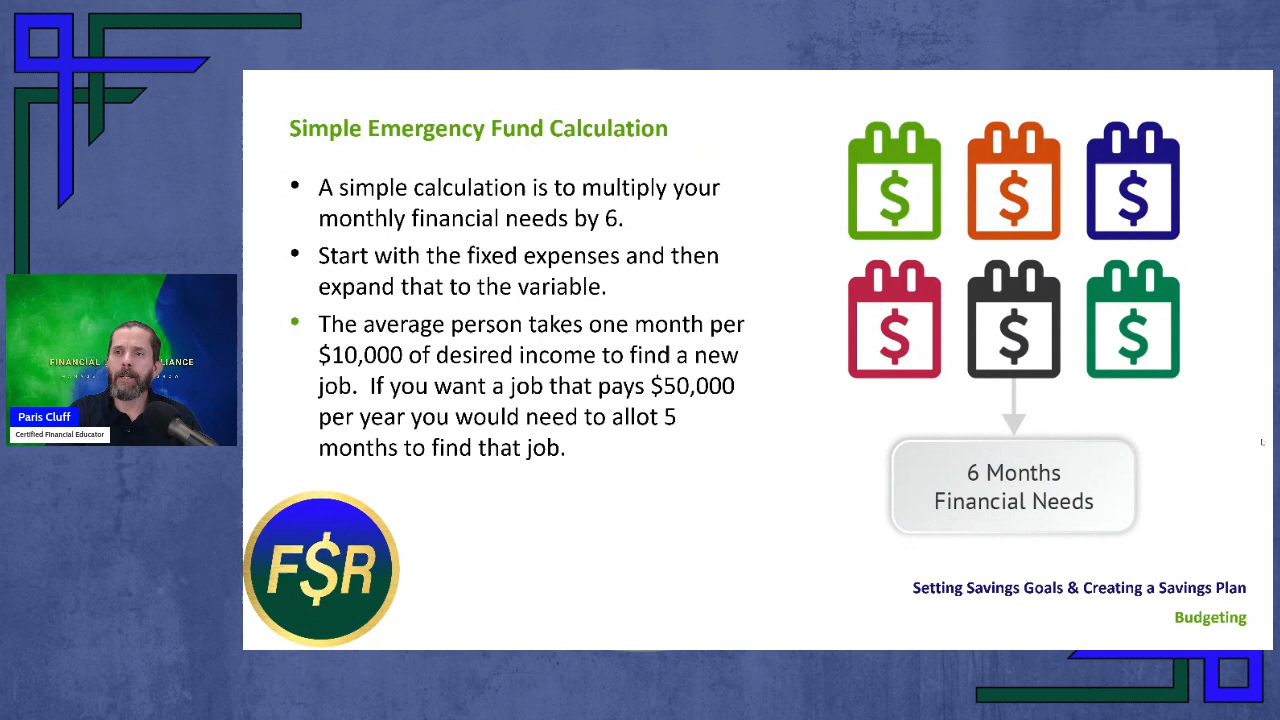 Simple Emergency Fund Calculation
• A simple calculation is to multiply your
monthly financial needs by 6.
• Start with the fixed expenses and then
expand that to the variable.
• The average person takes one month per
$10,000 of desired income to find a new
job. If you want a job that pays $50,000
per year you would need to allot 5
months to find that job.
$ $ $
$ $ $
6 Months
Financial Needs
FINANCIAL LIANCE
Paris Cluff
Certified Financial Educator
F$R
Setting Savings Goals & Creating a Savings Plan
Budgeting